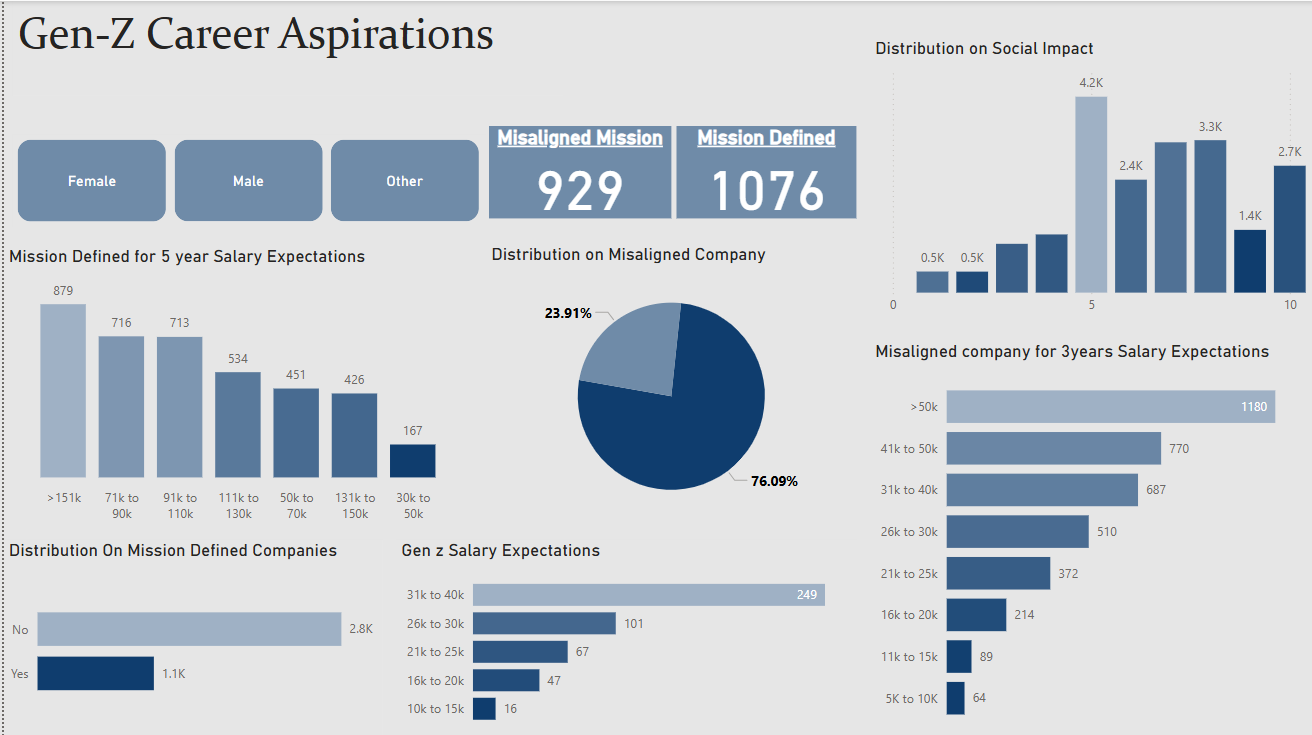 Gen-Z Career Aspirations
Female
Male
Other
Misaligned Mission
929
Mission Defined
1076
Distribution on Social Impact
4.2K
3.3K
2.7K
2.4K
1.4K
0.5K
0.5K
0
5
10
Mission Defined for 5 year Salary Expectations
879
716
713
534
451
426
167
>151k
71k to
90k
91k to
110k
111k to
130k
50k to
70k
131k to
150k
30k to
50k
Distribution on Misaligned Company
23.91%
76.09%
Misaligned company for 3years Salary Expectations
>50k 1180
41k to 50k 770
31k to 40k 687
26k to 30k 510
21k to 25k 372
16k to 20k 214
11k to 15k 89
5K to 10K 64
Distribution On Mission Defined Companies
No 2.8K
Yes 1.1K
Gen z Salary Expectations
31k to 40k 249
26k to 30k 101
21k to 25k 67
16k to 20k 47
10k to 15k 16